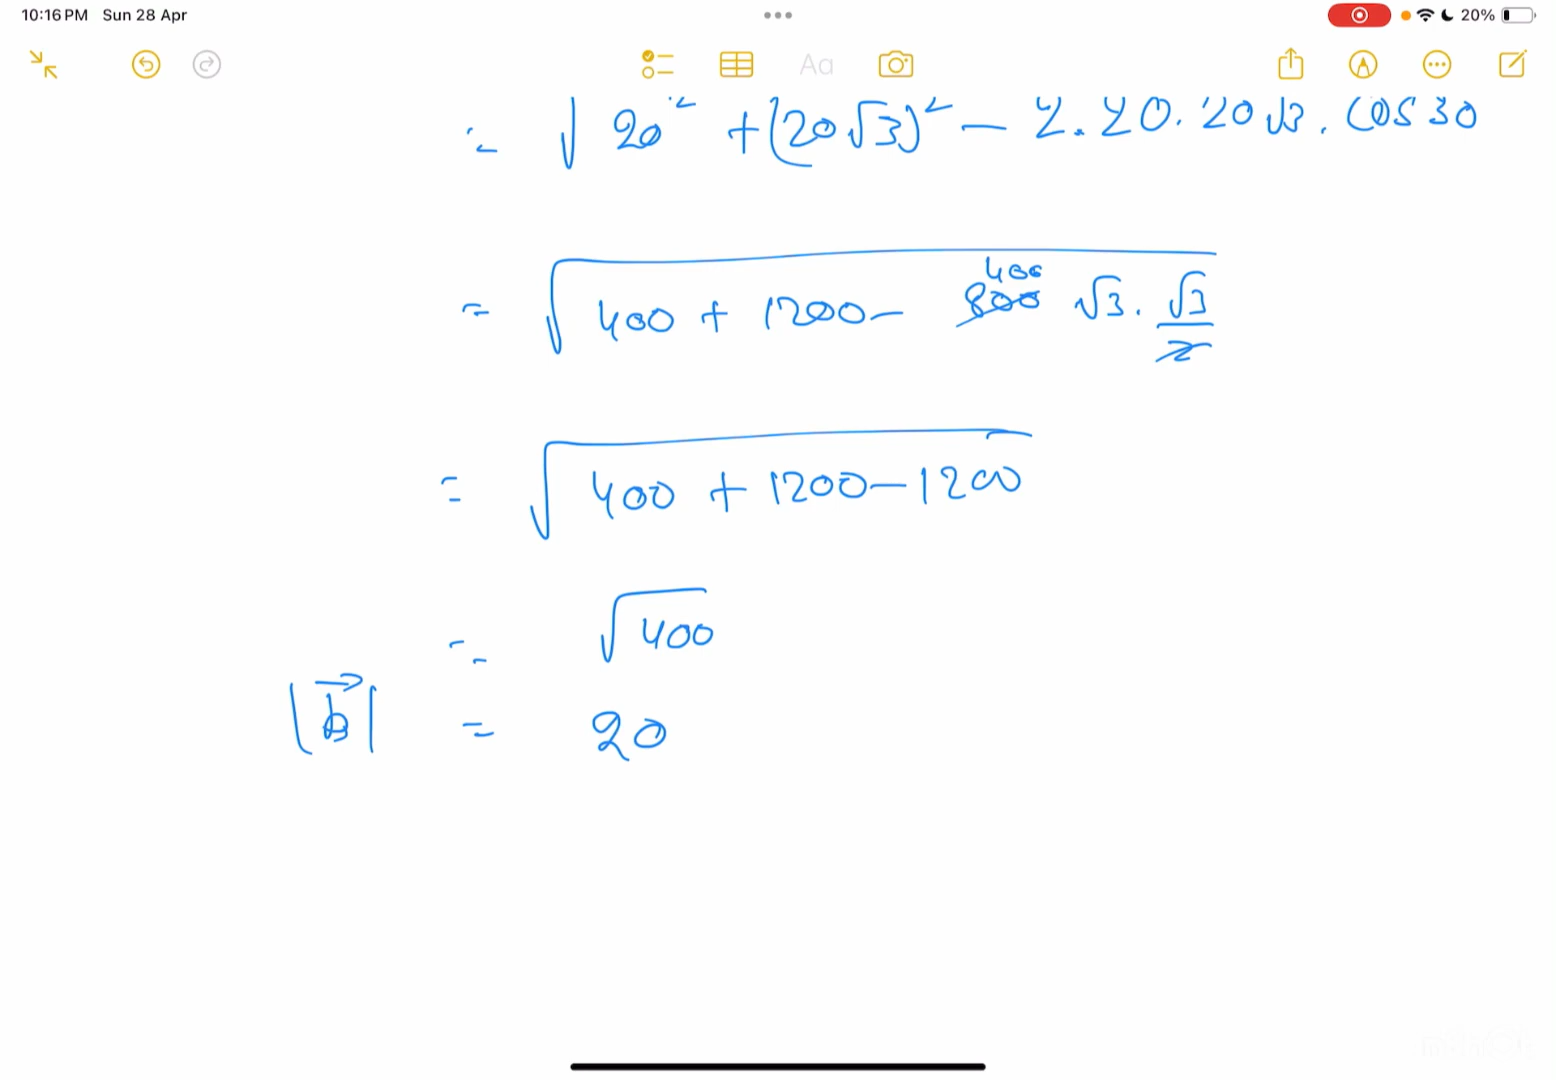 10:16 PM Sun 28 Apr 20%
Aa
= √20² + (20√3)² - 2.20.20√3. cos 30
= √400 + 1200 - 800 400 √3. √3/2
= √400 + 1200 - 1200
= √400
|b⃗| = 20